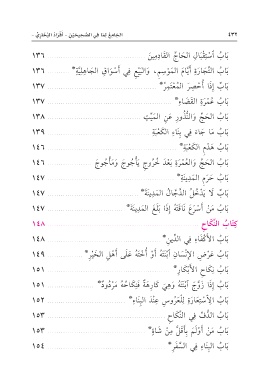 ٤٣٢ الجامع لما في الصحيحين - أفراد البخاري -
بَابُ اسْتِقْبَالِ الحَاجِّ القَادِمِينَ ١٣٦
بَابُ التِّجَارَةِ أَيَّامَ المَوْسِمِ، وَالبَيْعِ فِي أَسْوَاقِ الجَاهِلِيَّةِ* ١٣٦
بَابُ إِذَا أُحْصِرَ المُعْتَمِرُ* ١٣٧
بَابُ عُمْرَةِ القَضَاءِ* ١٣٧
بَابُ الحَجِّ وَالنُّذُورِ عَنِ المَيِّتِ ١٣٨
بَابُ مَا جَاءَ فِي بِنَاءِ الكَعْبَةِ ١٣٩
بَابُ هَدْمِ الكَعْبَةِ* ١٤٦
بَابُ الحَجِّ وَالعُمْرَةِ بَعْدَ خُرُوجِ يَأْجُوجَ وَمَأْجُوجَ ١٤٦
بَابُ حَرَمِ المَدِينَةِ* ١٤٧
بَابُ لَا يَدْخُلُ الدَّجَّالُ المَدِينَةَ* ١٤٧
بَابُ مَنْ أَسْرَعَ نَاقَتَهُ إِذَا بَلَغَ المَدِينَةَ* ١٤٧
كِتَابُ النِّكَاحِ ١٤٨
بَابُ الأَكْفَاءِ فِي الدِّينِ* ١٤٨
بَابُ عَرْضِ الإِنْسَانِ ابْنَتَهُ أَوْ أُخْتَهُ عَلَى أَهْلِ الخَيْرِ* ١٤٩
بَابُ نِكَاحِ الأَبْكَارِ* ١٥١
بَابُ إِذَا زَوَّجَ ابْنَتَهُ وَهِيَ كَارِهَةٌ فَنِكَاحُهُ مَرْدُودٌ* ١٥١
بَابُ الِاسْتِعَارَةِ لِلْعَرُوسِ عِنْدَ البِنَاءِ* ١٥٢
بَابُ الدُّفِّ فِي النِّكَاحِ ١٥٣
بَابُ مَنْ أَوْلَمَ بِأَقَلَّ مِنْ شَاةٍ* ١٥٣
بَابُ البِنَاءِ فِي السَّفَرِ* ١٥٤